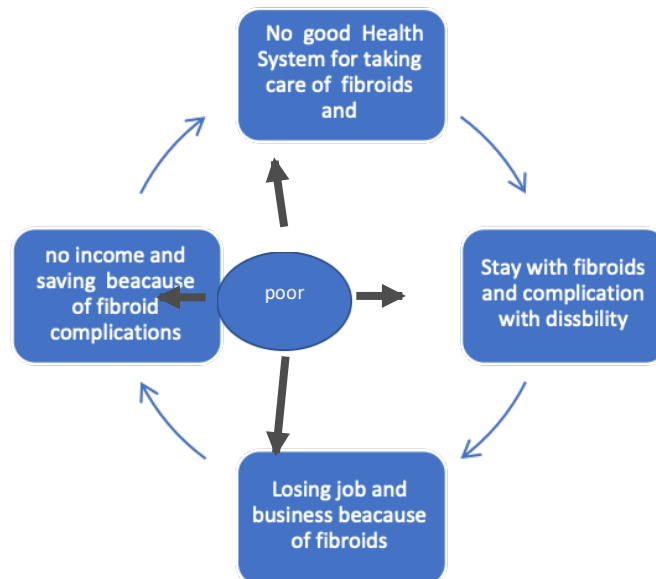 No good Health
System for taking
care of fibroids
and
Stay with fibroids
and complication
with dissbility
Losing job and
business beacause
of fibroids
no income and
saving beacause
of fibroid
complications
poor